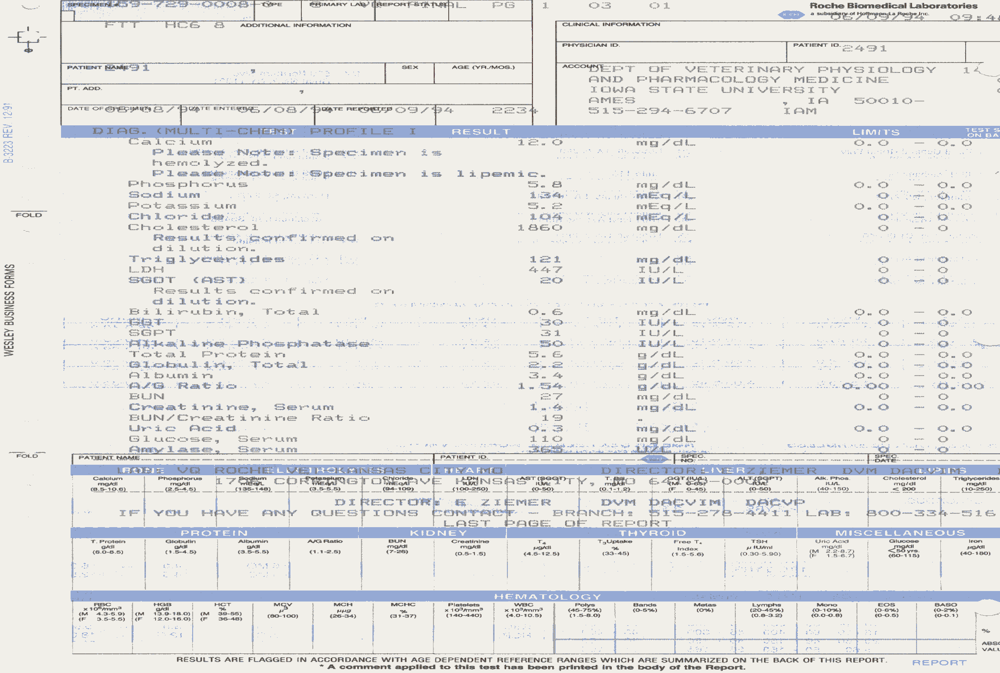 SPECIMEN # 59-729-0008- TYPE PRIMARY LAB REPORT STATUS FINAL PG 1 03 01
Roche Biomedical Laboratories
a subsidiary of Hoffmann-La Roche Inc.
ROCHE
06/09/94 09:4
FTT HC6 8 ADDITIONAL INFORMATION
CLINICAL INFORMATION
PHYSICIAN ID. PATIENT ID. 2491
PATIENT NAME 2491 , SEX AGE (YR./MOS.)
ACCOUNT DEPT OF VETERINARY PHYSIOLOGY
AND PHARMACOLOGY MEDICINE
IOWA STATE UNIVERSITY
AMES , IA 50010-
515-294-6707 IAM
PT. ADD. ,
DATE OF SPECIMEN 06/08/94 DATE ENTERED 06/08/94 DATE REPORTED 06/09/94 2234
TEST RESULT LIMITS
DIAG. (MULTI-CHEM) PROFILE I
Calcium 12.0 mg/dL 0.0 - 0.0
Please Note: Specimen is
hemolyzed.
Please Note: Specimen is lipemic.
Phosphorus 5.8 mg/dL 0.0 - 0.0
Sodium 134 mEq/L 0 - 0
Potassium 5.2 mEq/L 0.0 - 0.0
Chloride 104 mEq/L 0 - 0
Cholesterol 1860 mg/dL 0 - 0
Results confirmed on
dilution.
Triglycerides 121 mg/dL 0 - 0
LDH 447 IU/L 0 - 0
SGOT (AST) 20 IU/L 0 - 0
Results confirmed on
dilution.
Bilirubin, Total 0.6 mg/dL 0.0 - 0.0
GGT 30 IU/L 0 - 0
SGPT 31 IU/L 0 - 0
Alkaline Phosphatase 50 IU/L 0 - 0
Total Protein 5.6 g/dL 0.0 - 0.0
Globulin, Total 2.2 g/dL 0.0 - 0.0
Albumin 3.4 g/dL 0.0 - 0.0
A/G Ratio 1.54 g/dL 0.00 - 0.00
BUN 27 mg/dL 0 - 0
Creatinine, Serum 1.4 mg/dL 0.0 - 0.0
BUN/Creatinine Ratio 19 .
Uric Acid 0.3 mg/dL 0.0 - 0.0
Glucose, Serum 110 mg/dL 0 - 0
Amylase, Serum 365 U/L 0 - 0
PATIENT NAME PATIENT ID. SPEC. NO. SPEC. DATE
BONE ELECTROLYTES HEART LIVER LIPIDS
LAB: VQ ROCHE VET KANSAS CITY MO DIRECTOR: G ZIEMER DVM DACVIM
Calcium mg/dl (8.5-10.6) Phosphorus mg/dl (2.5-4.5) Sodium mEq/L (135-148) Potassium mEq/L (3.5-5.5) Chloride mEq/L (94-109) LDH IU/L (100-250) AST (SGOT) IU/L (0-50) T. Bili mg/dl (0.1-1.2) GGT (IU/L) (M 0-65) (F 0-45) ALT (SGPT) IU/L (0-50) Alk. Phos. IU/L (40-150) Cholesterol mg/dl < 200 Triglycerides mg/dl (10-250)
CORRINGTON AVE KANSAS CITY, MO
DIRECTOR: G ZIEMER DVM DACVIM DACVP
IF YOU HAVE ANY QUESTIONS CONTACT - BRANCH: 515-278-4411 LAB: 800-334-516
LAST PAGE OF REPORT
PROTEIN KIDNEY THYROID MISCELLANEOUS
T. Protein g/dl (6.0-8.5) Globulin g/dl (1.5-4.5) Albumin g/dl (3.5-5.5) A/G Ratio (1.1-2.5) BUN mg/dl (7-26) Creatinine mg/dl (0.5-1.5) T4 µg/dl (4.5-12.5) T3 Uptake % (33-45) Free T4 Index (1.5-5.6) TSH µ IU/ml (0.30-5.90) Uric Acid mg/dl (M 2.2-8.7) (F 1.5-6.7) Glucose mg/dl <50 yrs. (60-115) Iron µg/dl (40-180)
HEMATOLOGY
RBC x 10⁶/mm³ (M 4.3-5.9) (F 3.5-5.5) HGB g/dl (M 13.9-18.0) (F 12.0-16.0) HCT % (M 39-55) (F 36-48) MCV µ³ (80-100) MCH µµg (26-34) MCHC % (31-37) Platelets x 10³/mm³ (140-440) WBC x 10³/mm³ (4.0-10.5) Polys (45-75%) (1.5-8.0) Bands (0-5%) Metas (0%) Lymphs (20-45%) (0.8-3.2) Mono (0-10%) (0.0-0.8) EOS (0-6%) (0-0.5) BASO (0-2%) (0-0.1)
%
RESULTS ARE FLAGGED IN ACCORDANCE WITH AGE DEPENDENT REFERENCE RANGES WHICH ARE SUMMARIZED ON THE BACK OF THIS REPORT.
* A comment applied to this test has been printed in the body of the Report.
REPORT
B-3223 REV. 12-91
FOLD
WESLEY BUSINESS FORMS
FOLD